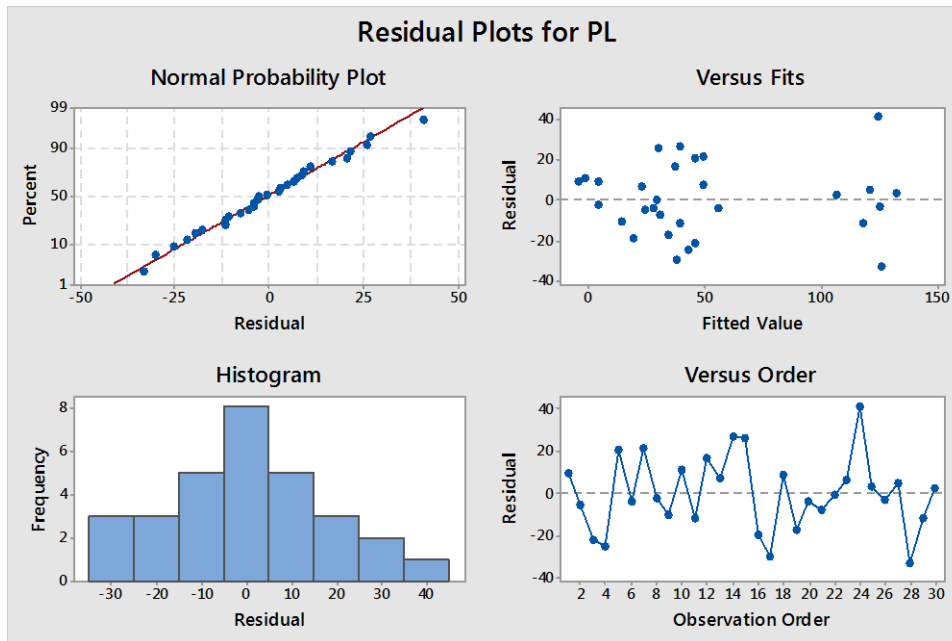 Residual Plots for PL
Normal Probability Plot
99
90
50
10
1
Percent
-50 -25 0 25 50
Residual
Versus Fits
40
20
0
-20
-40
Residual
0 50 100 150
Fitted Value
Histogram
8
6
4
2
0
Frequency
-30 -20 -10 0 10 20 30 40
Residual
Versus Order
40
20
0
-20
-40
Residual
2 4 6 8 10 12 14 16 18 20 22 24 26 28 30
Observation Order